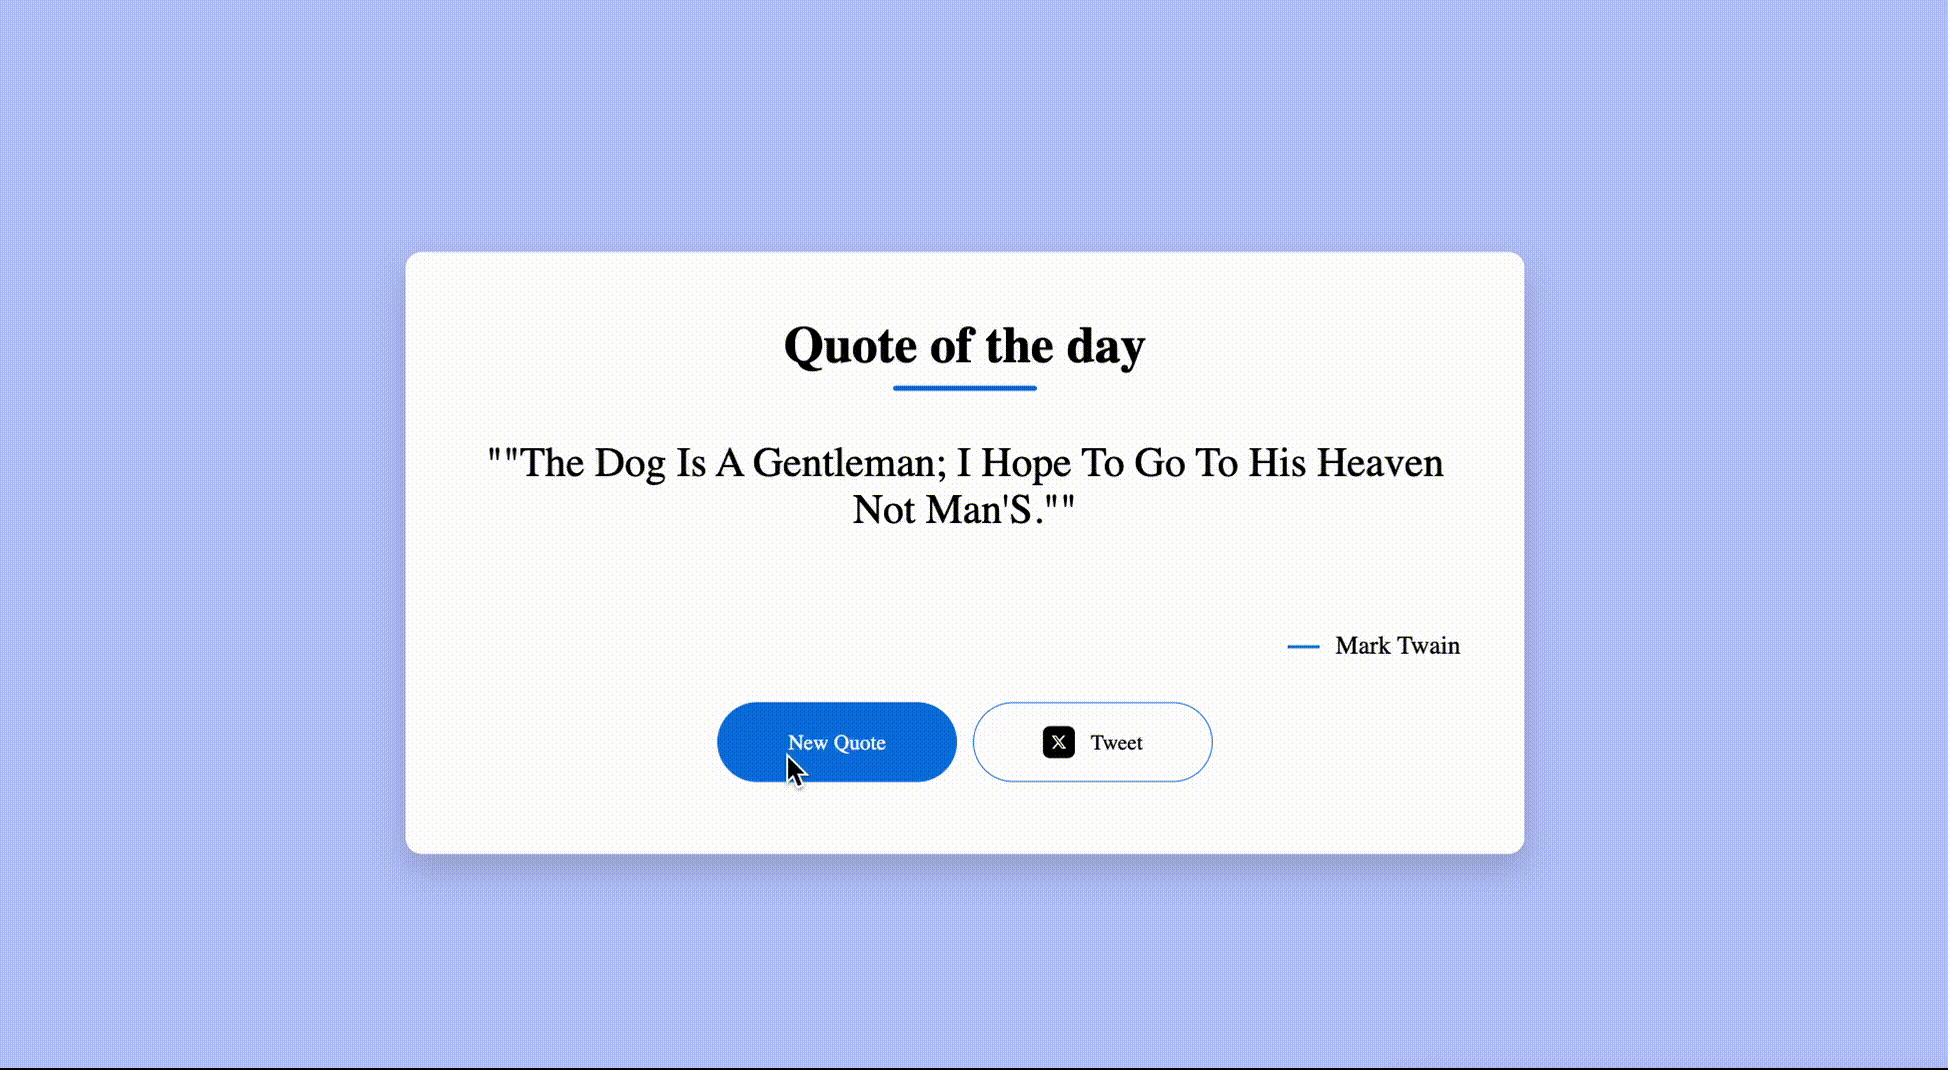 Quote of the day
""The Dog Is A Gentleman; I Hope To Go To His Heaven
Not Man'S.""
Mark Twain
New Quote
Tweet